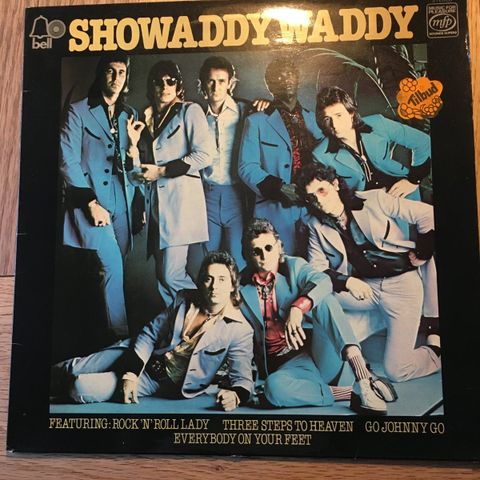 bell
SHOWADDYWADDY
MUSIC FOR PLEASURE
mfp
Tilbud
FEATURING: ROCK 'N' ROLL LADY THREE STEPS TO HEAVEN GO JOHNNY GO
EVERYBODY ON YOUR FEET